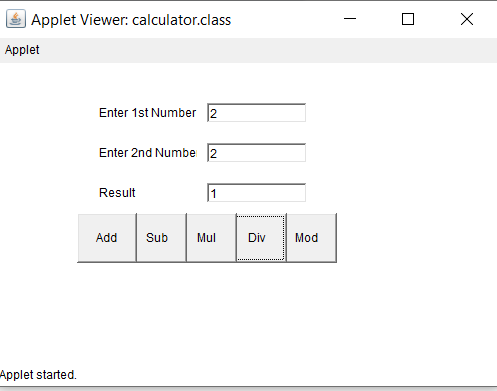 Applet Viewer: calculator.class
Applet
Enter 1st Number 2
Enter 2nd Numbe 2
Result 1
Add Sub Mul Div Mod
Applet started.